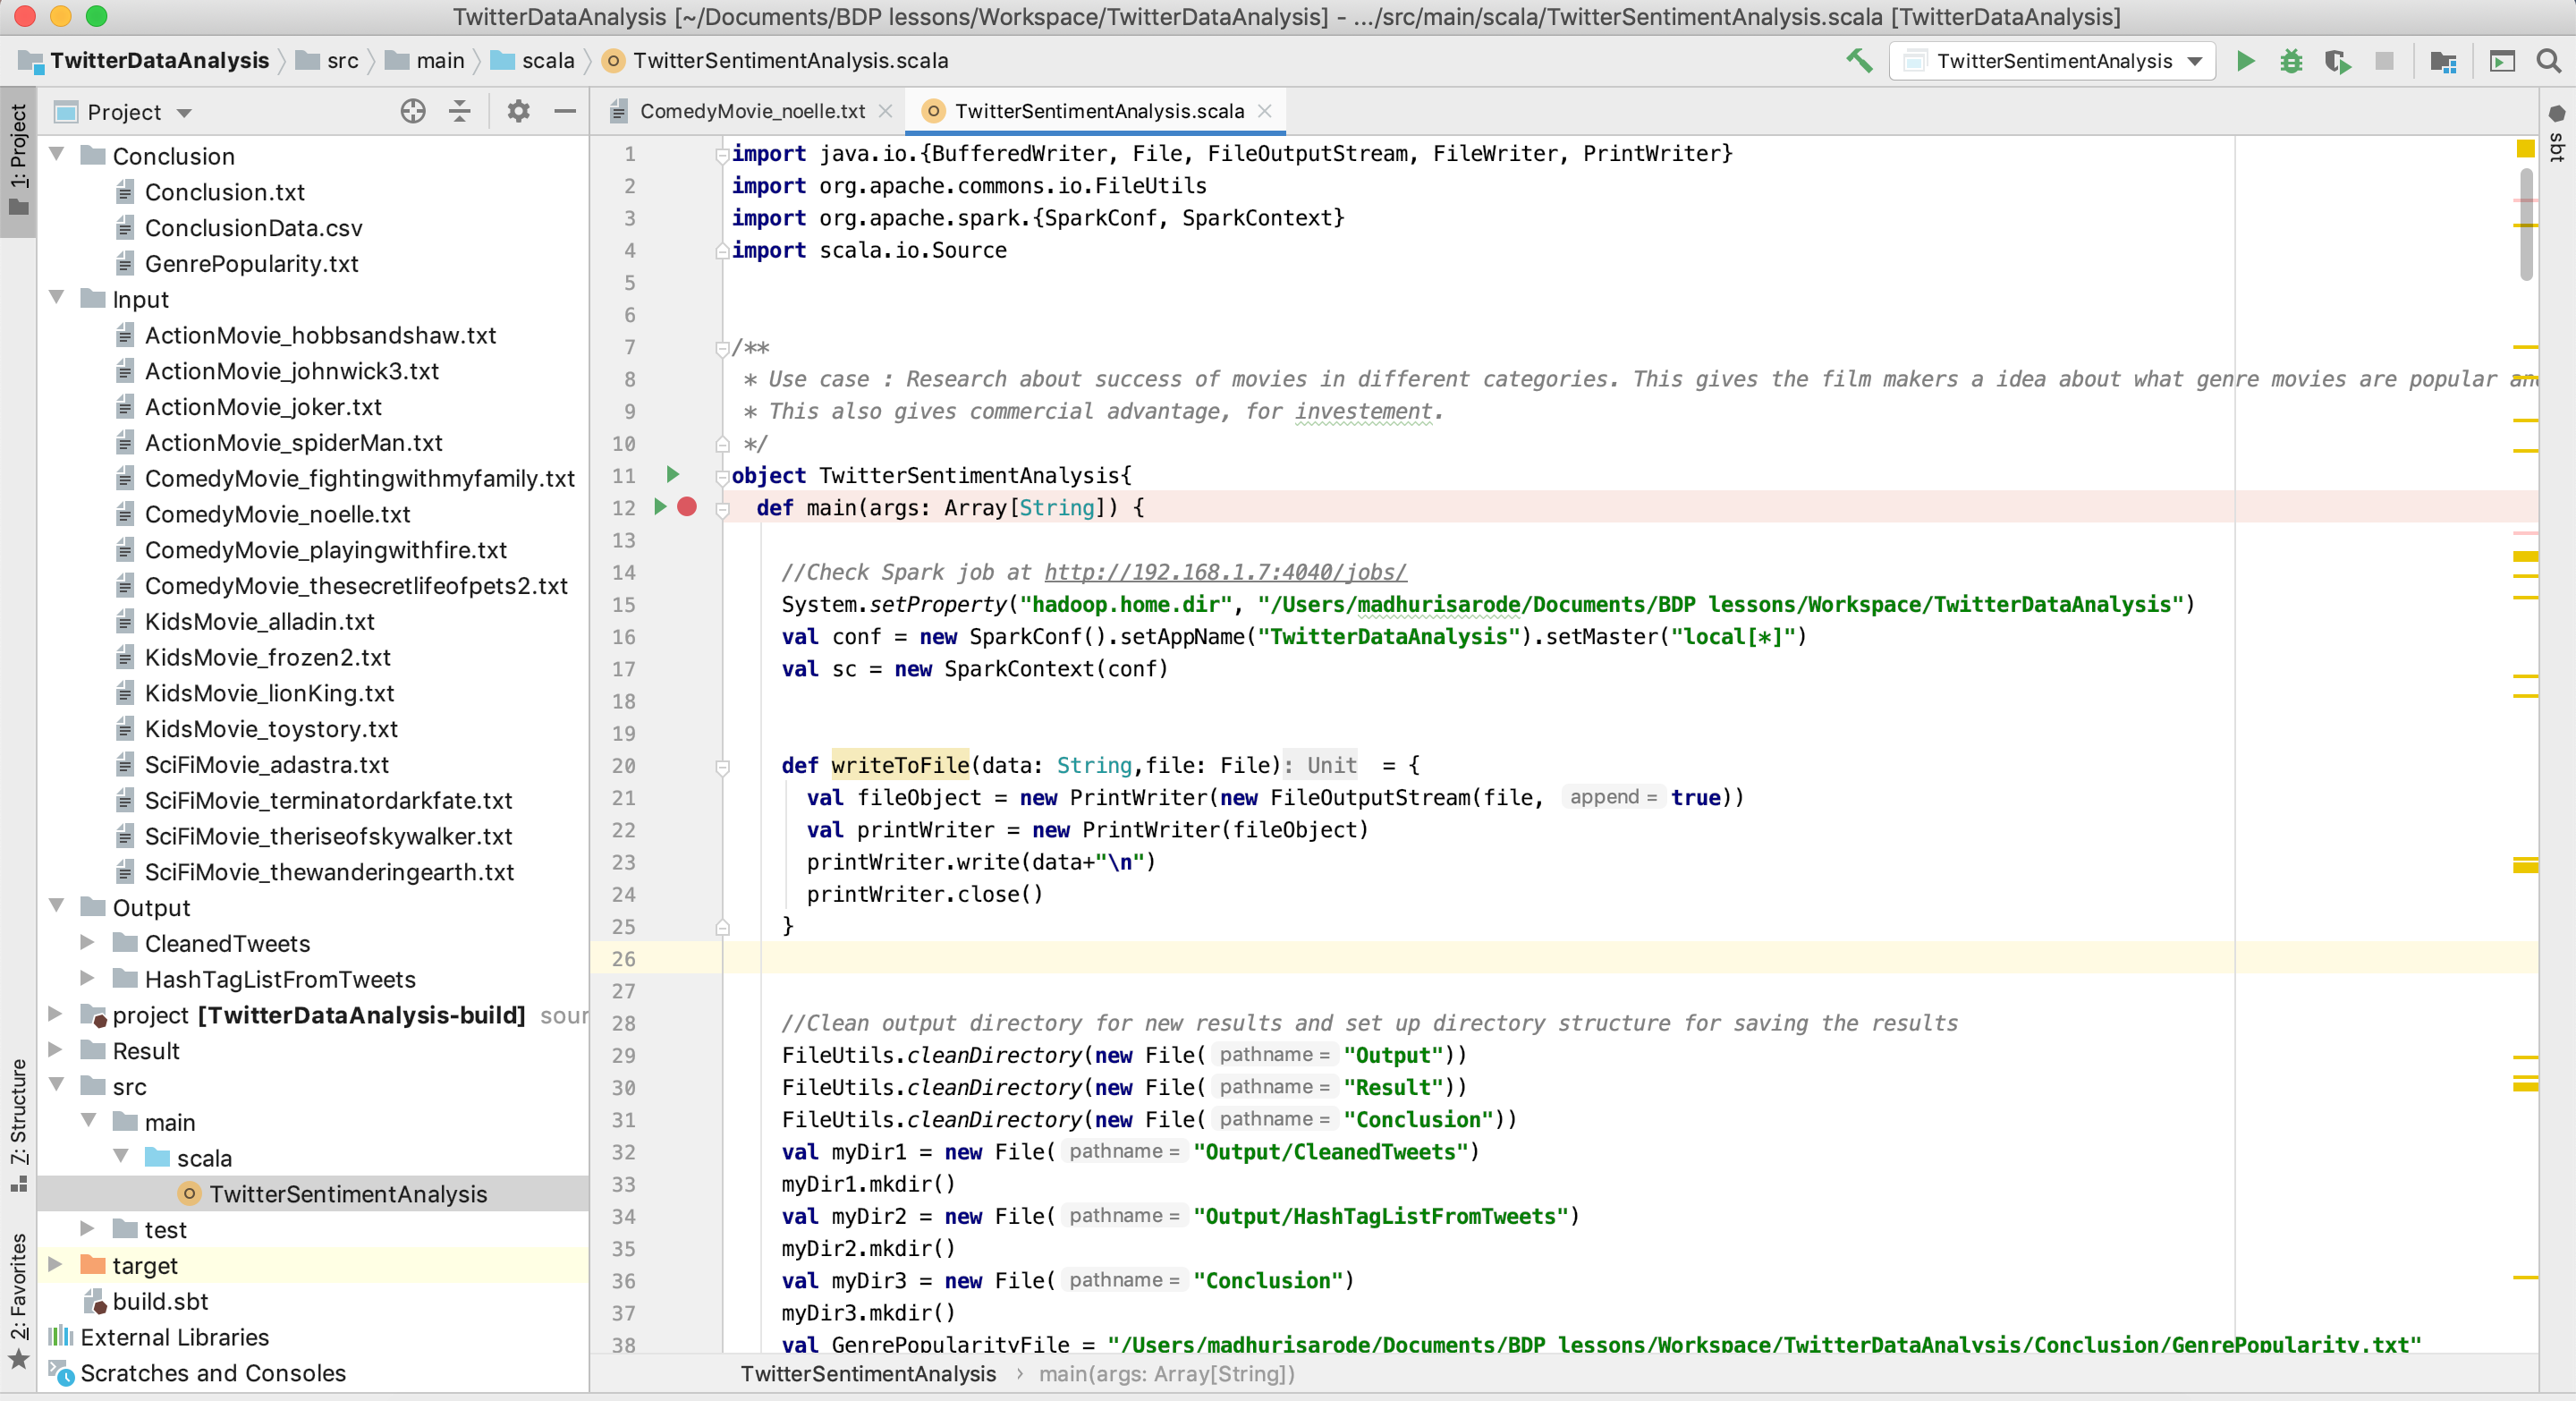 TwitterDataAnalysis [~/Documents/BDP lessons/Workspace/TwitterDataAnalysis] - .../src/main/scala/TwitterSentimentAnalysis.scala [TwitterDataAnalysis]
TwitterDataAnalysis src main scala TwitterSentimentAnalysis.scala TwitterSentimentAnalysis
1: Project
7: Structure
2: Favorites
Project
Conclusion
Conclusion.txt
ConclusionData.csv
GenrePopularity.txt
Input
ActionMovie_hobbsandshaw.txt
ActionMovie_johnwick3.txt
ActionMovie_joker.txt
ActionMovie_spiderMan.txt
ComedyMovie_fightingwithmyfamily.txt
ComedyMovie_noelle.txt
ComedyMovie_playingwithfire.txt
ComedyMovie_thesecretlifeofpets2.txt
KidsMovie_alladin.txt
KidsMovie_frozen2.txt
KidsMovie_lionKing.txt
KidsMovie_toystory.txt
SciFiMovie_adastra.txt
SciFiMovie_terminatordarkfate.txt
SciFiMovie_theriseofskywalker.txt
SciFiMovie_thewanderingearth.txt
Output
CleanedTweets
HashTagListFromTweets
project [TwitterDataAnalysis-build] sour
Result
src
main
scala
TwitterSentimentAnalysis
test
target
build.sbt
External Libraries
Scratches and Consoles
ComedyMovie_noelle.txt TwitterSentimentAnalysis.scala
1 import java.io.{BufferedWriter, File, FileOutputStream, FileWriter, PrintWriter}
2 import org.apache.commons.io.FileUtils
3 import org.apache.spark.{SparkConf, SparkContext}
4 import scala.io.Source
5
6
7 /**
8 * Use case : Research about success of movies in different categories. This gives the film makers a idea about what genre movies are popular an
9 * This also gives commercial advantage, for investement.
10 */
11 object TwitterSentimentAnalysis{
12 def main(args: Array[String]) {
13
14 //Check Spark job at http://192.168.1.7:4040/jobs/
15 System.setProperty("hadoop.home.dir", "/Users/madhurisarode/Documents/BDP lessons/Workspace/TwitterDataAnalysis")
16 val conf = new SparkConf().setAppName("TwitterDataAnalysis").setMaster("local[*]")
17 val sc = new SparkContext(conf)
18
19
20 def writeToFile(data: String,file: File): Unit = {
21 val fileObject = new PrintWriter(new FileOutputStream(file, append = true))
22 val printWriter = new PrintWriter(fileObject)
23 printWriter.write(data+"\n")
24 printWriter.close()
25 }
26
27
28 //Clean output directory for new results and set up directory structure for saving the results
29 FileUtils.cleanDirectory(new File( pathname = "Output"))
30 FileUtils.cleanDirectory(new File( pathname = "Result"))
31 FileUtils.cleanDirectory(new File( pathname = "Conclusion"))
32 val myDir1 = new File( pathname = "Output/CleanedTweets")
33 myDir1.mkdir()
34 val myDir2 = new File( pathname = "Output/HashTagListFromTweets")
35 myDir2.mkdir()
36 val myDir3 = new File( pathname = "Conclusion")
37 myDir3.mkdir()
38 val GenrePopularityFile = "/Users/madhurisarode/Documents/BDP lessons/Workspace/TwitterDataAnalysis/Conclusion/GenrePopularity.txt"
TwitterSentimentAnalysis › main(args: Array[String])
sbt